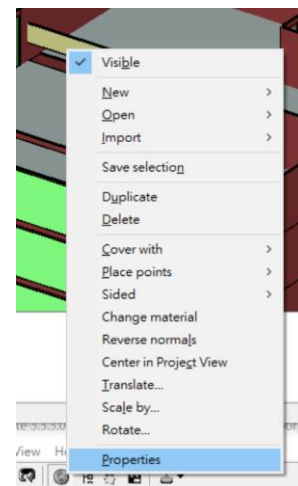 Visible
New
Open
Import
Save selection
Duplicate
Delete
Cover with
Place points
Sided
Change material
Reverse normals
Center in Project View
Translate...
Scale by...
Rotate...
Properties
View